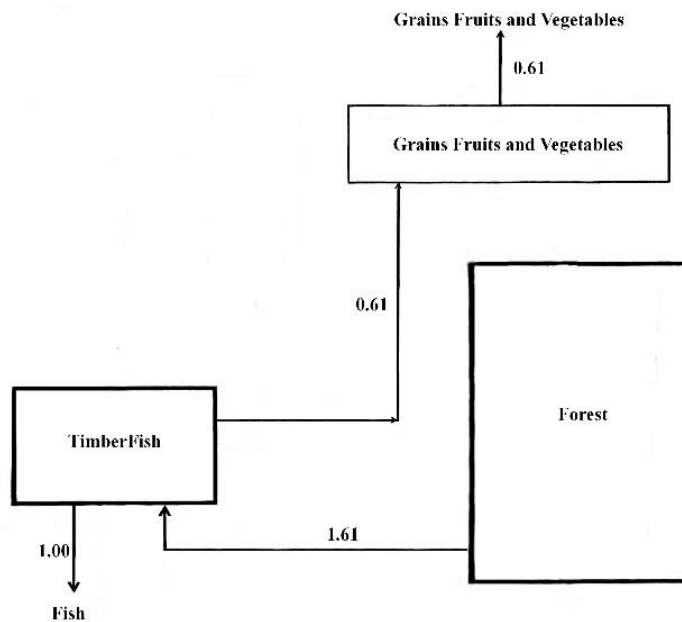 Grains Fruits and Vegetables
0.61
Grains Fruits and Vegetables
0.61
Forest
TimberFish
1.61
1.00
Fish